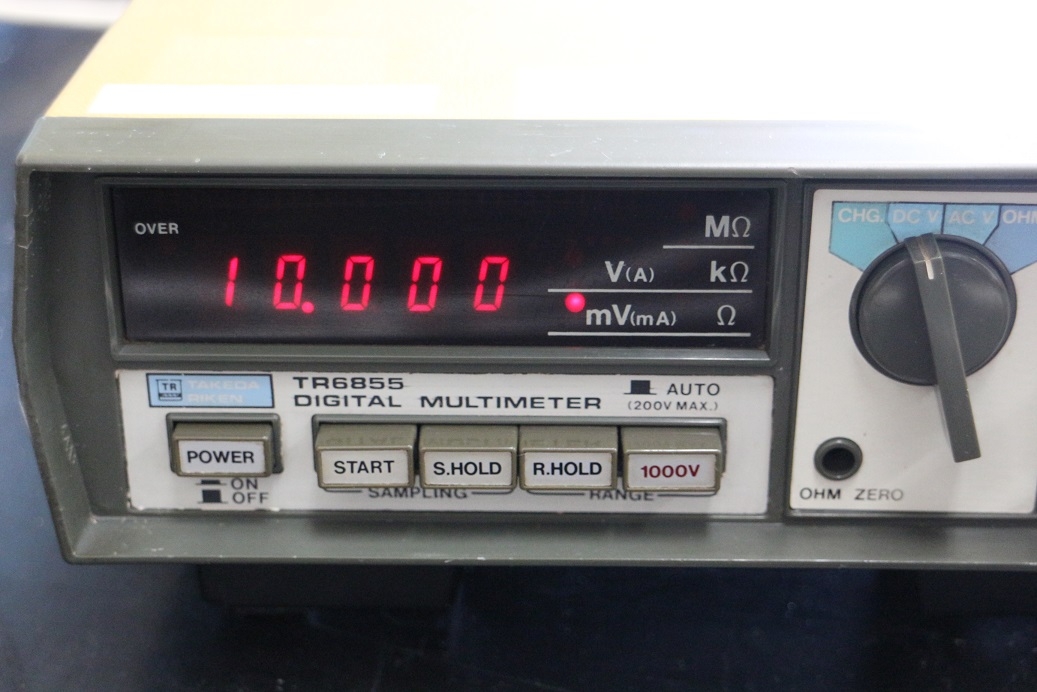 OVER
MΩ
V(A) kΩ
10.000
mV(mA) Ω
CHG. DC V AC V OHM
TR
TAKEDA
RIKEN
TR6855
DIGITAL MULTIMETER
AUTO
(200V MAX.)
POWER
START
S.HOLD
R.HOLD
1000V
ON
OFF
SAMPLING
RANGE
OHM ZERO